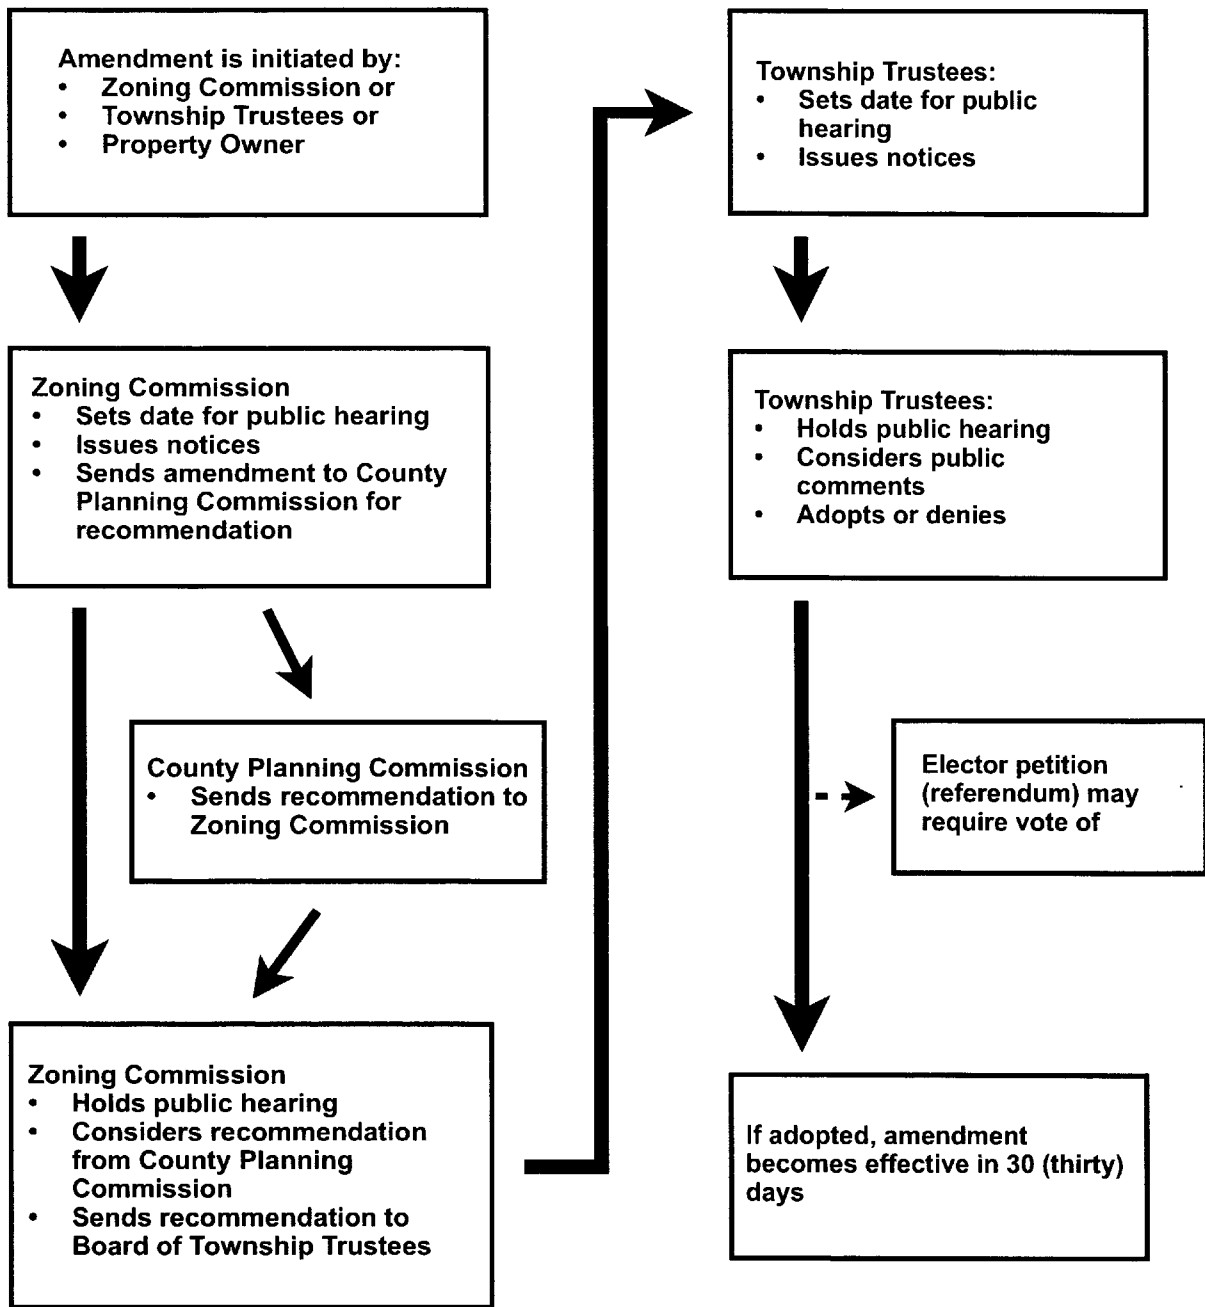 Amendment is initiated by:
• Zoning Commission or
• Township Trustees or
• Property Owner
Zoning Commission
• Sets date for public hearing
• Issues notices
• Sends amendment to County
Planning Commission for
recommendation
County Planning Commission
• Sends recommendation to
Zoning Commission
Zoning Commission
• Holds public hearing
• Considers recommendation
from County Planning
Commission
• Sends recommendation to
Board of Township Trustees
Township Trustees:
• Sets date for public
hearing
• Issues notices
Township Trustees:
• Holds public hearing
• Considers public
comments
• Adopts or denies
Elector petition
(referendum) may
require vote of
If adopted, amendment
becomes effective in 30 (thirty)
days